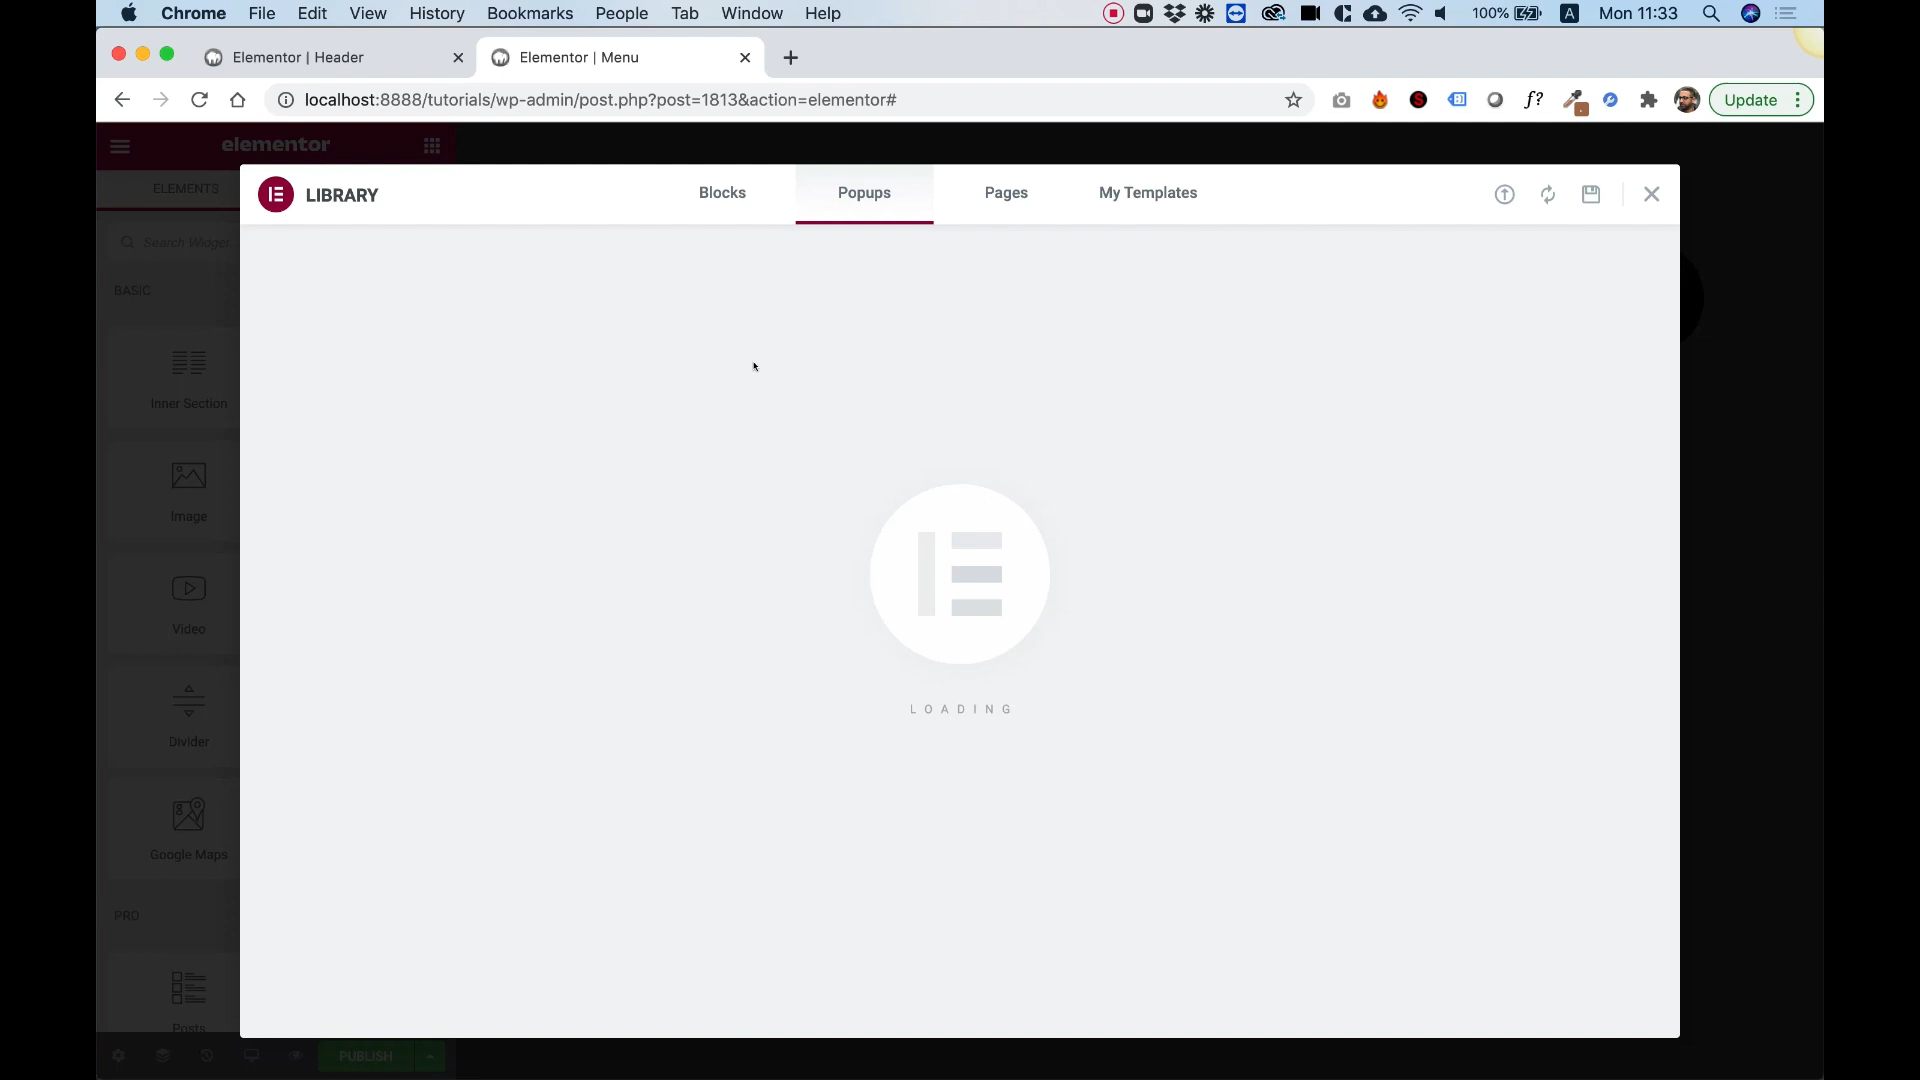 Chrome File Edit View History Bookmarks People Tab Window Help 100% A Mon 11:33
Elementor | Header
Elementor | Menu
localhost:8888/tutorials/wp-admin/post.php?post=1813&action=elementor#
f?
Update
elementor
ELEMENTS
LIBRARY
Blocks
Popups
Pages
My Templates
Search Widget
BASIC
Inner Section
Image
Video
Divider
Google Maps
PRO
Posts
LOADING
PUBLISH